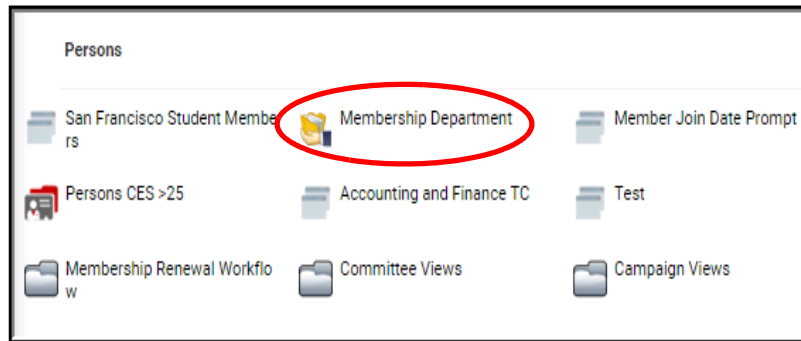 Persons
San Francisco Student Membe
rs
Membership Department
Member Join Date Prompt
Persons CES >25
Accounting and Finance TC
Test
Membership Renewal Workflo
w
Committee Views
Campaign Views